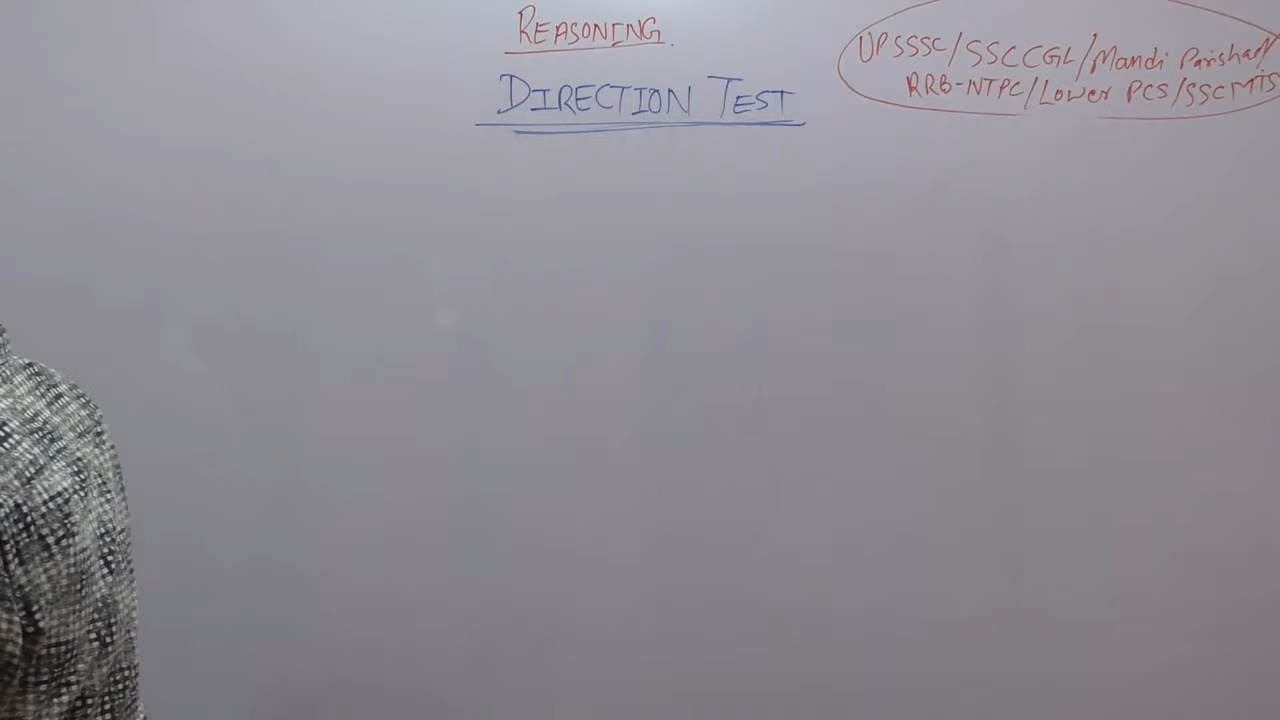 REASONING.
DIRECTION TEST
UPSSSC/SSCCGL/Mandi Parishad/
RRB-NTPC/Lower PCS/SSCMTS